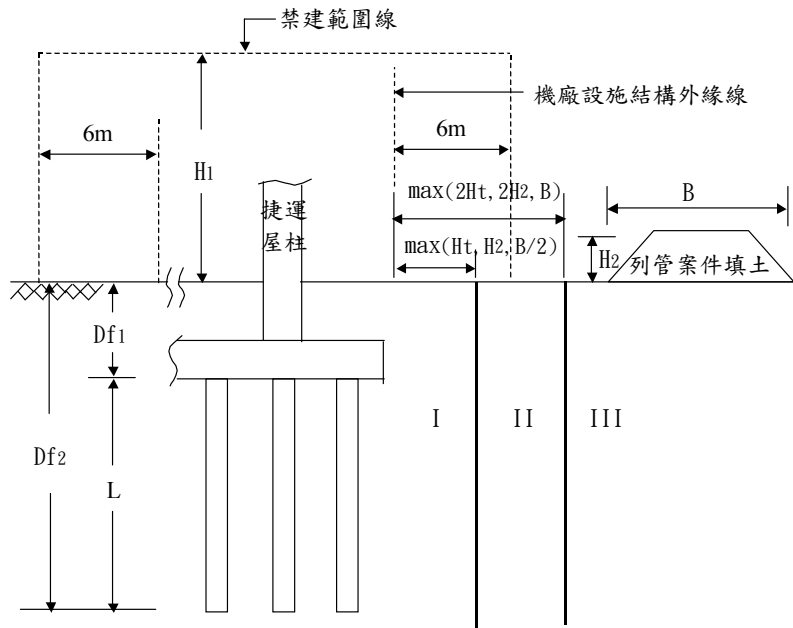 禁建範圍線
機廠設施結構外緣線
6m
6m
H1
max(2Ht,2H2,B)
B
捷運
屋柱
max(Ht,H2,B/2)
H2
列管案件填土
Df1
I
II
III
Df2
L